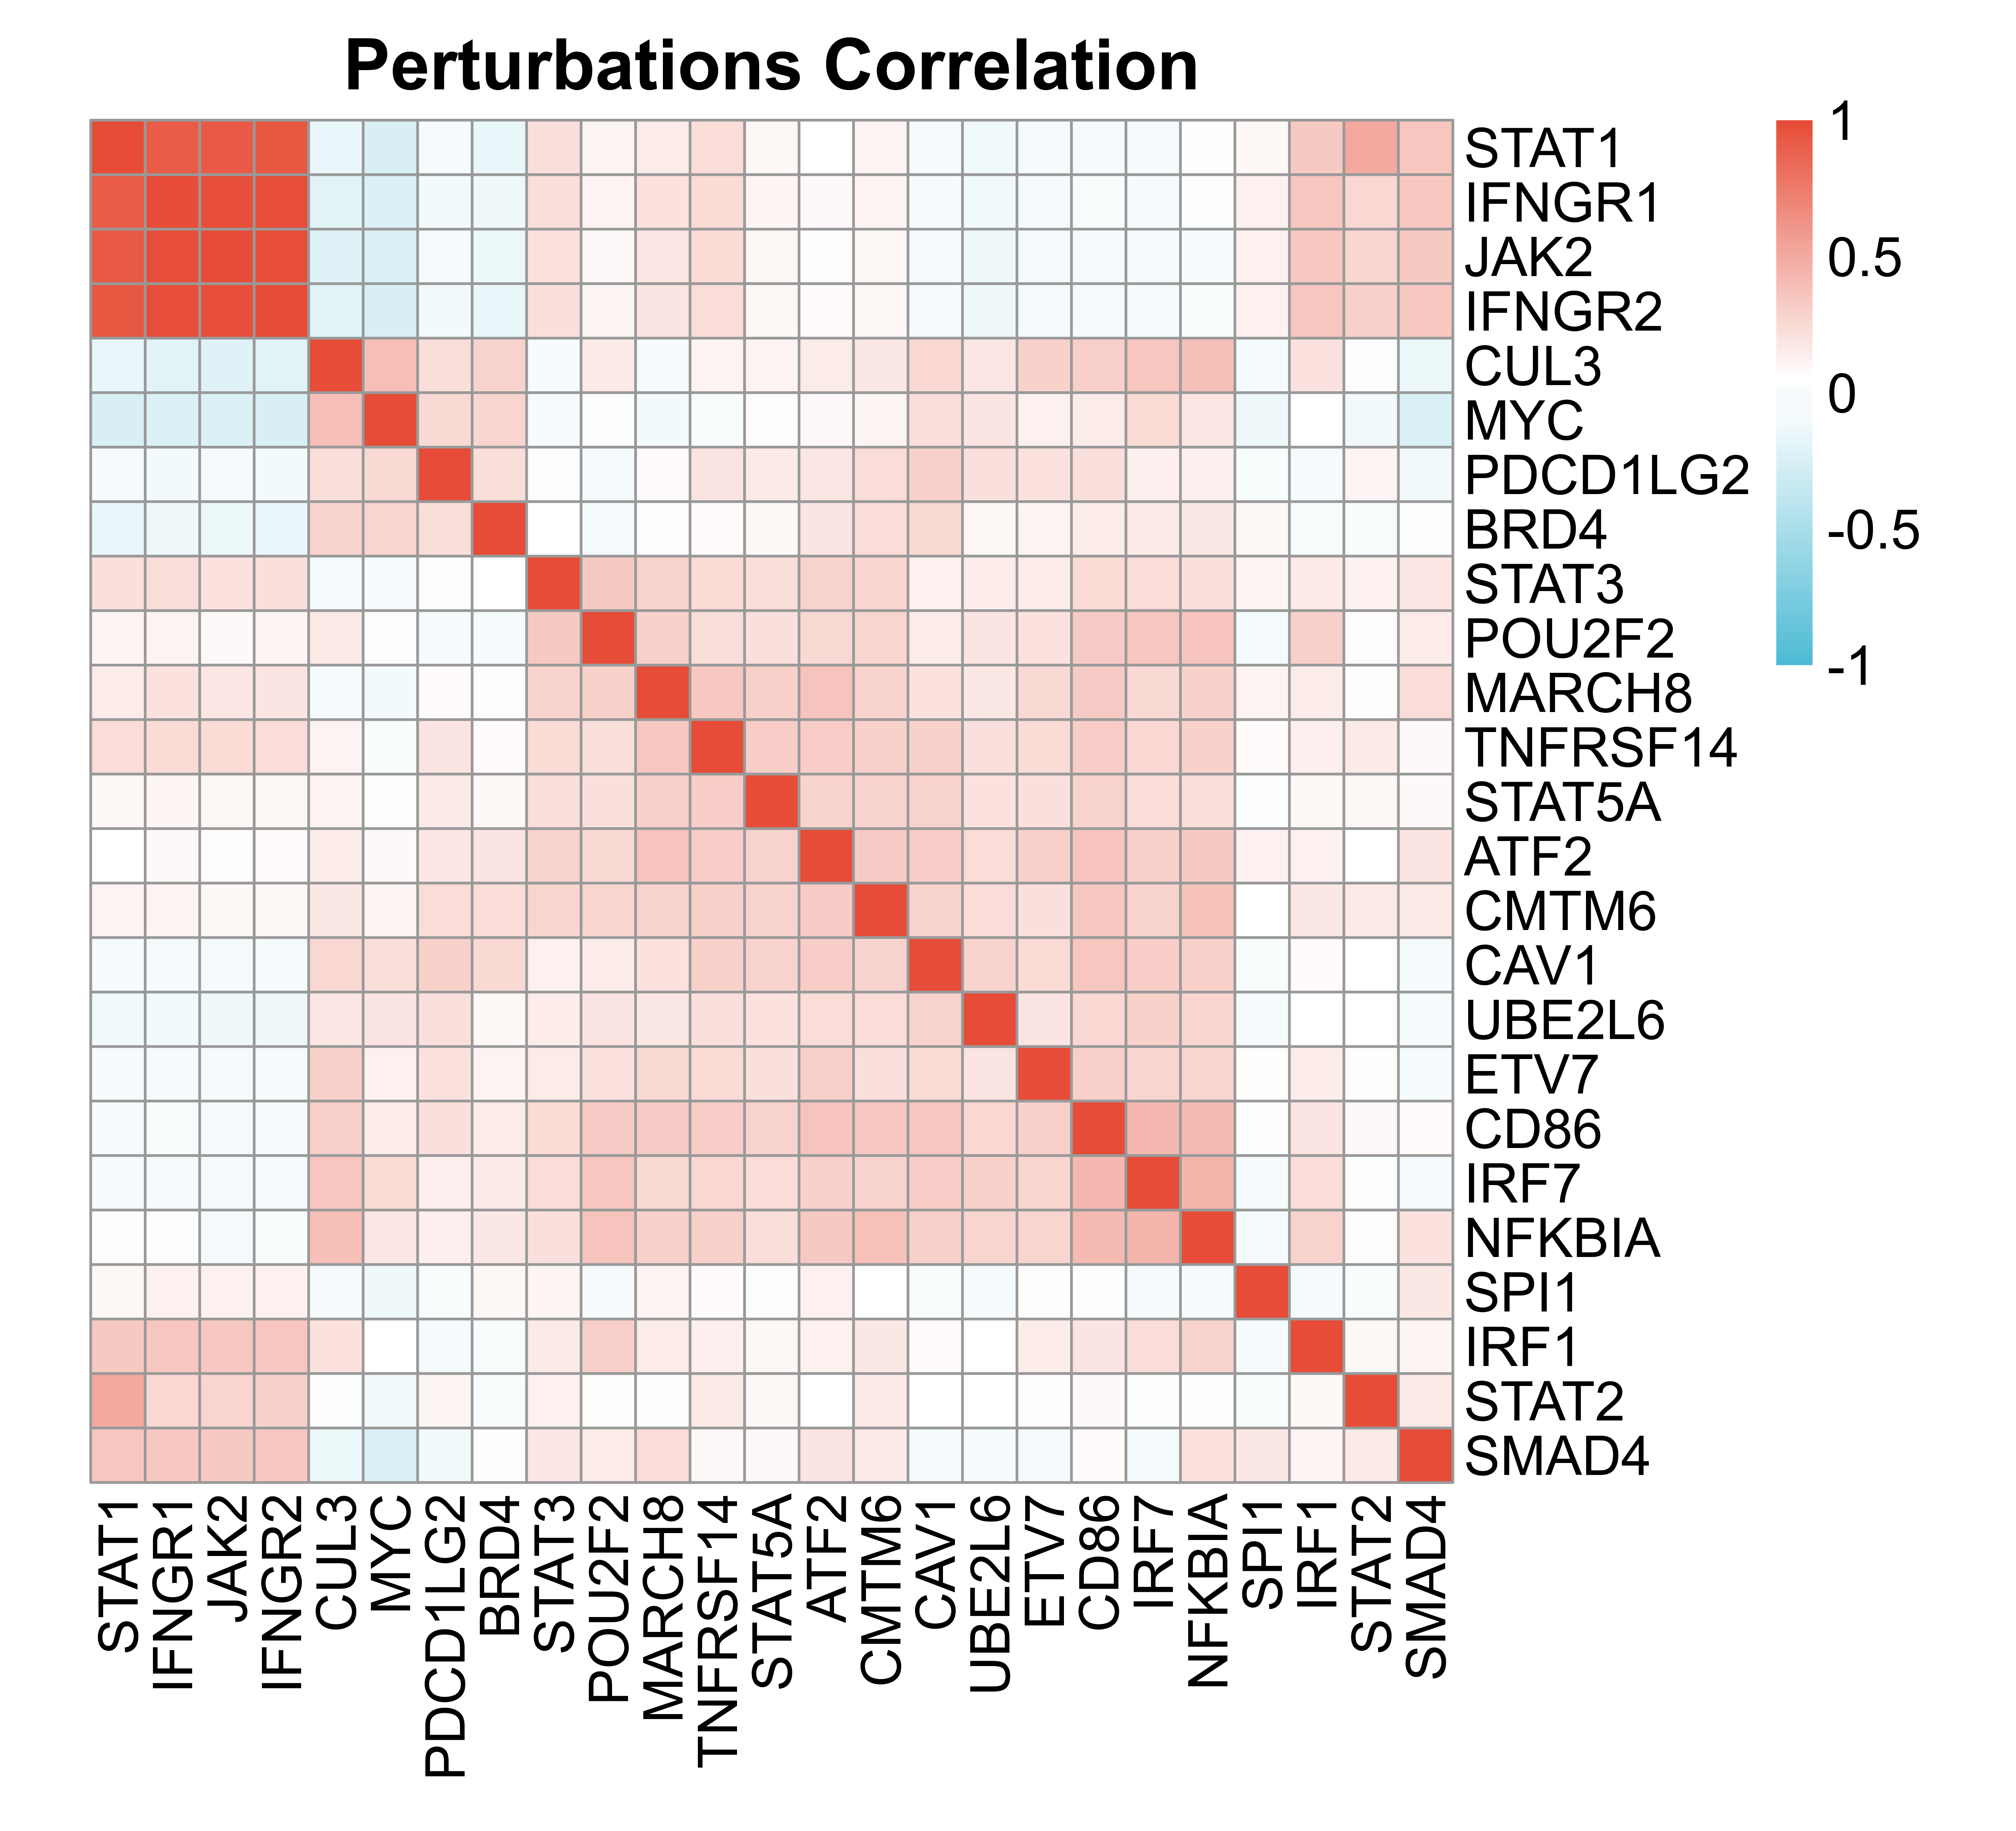 Perturbations Correlation
STAT1
IFNGR1
JAK2
IFNGR2
CUL3
MYC
PDCD1LG2
BRD4
STAT3
POU2F2
MARCH8
TNFRSF14
STAT5A
ATF2
CMTM6
CAV1
UBE2L6
ETV7
CD86
IRF7
NFKBIA
SPI1
IRF1
STAT2
SMAD4
1
0.5
0
-0.5
-1
STAT1
IFNGR1
JAK2
IFNGR2
CUL3
MYC
PDCD1LG2
BRD4
STAT3
POU2F2
MARCH8
TNFRSF14
STAT5A
ATF2
CMTM6
CAV1
UBE2L6
ETV7
CD86
IRF7
NFKBIA
SPI1
IRF1
STAT2
SMAD4